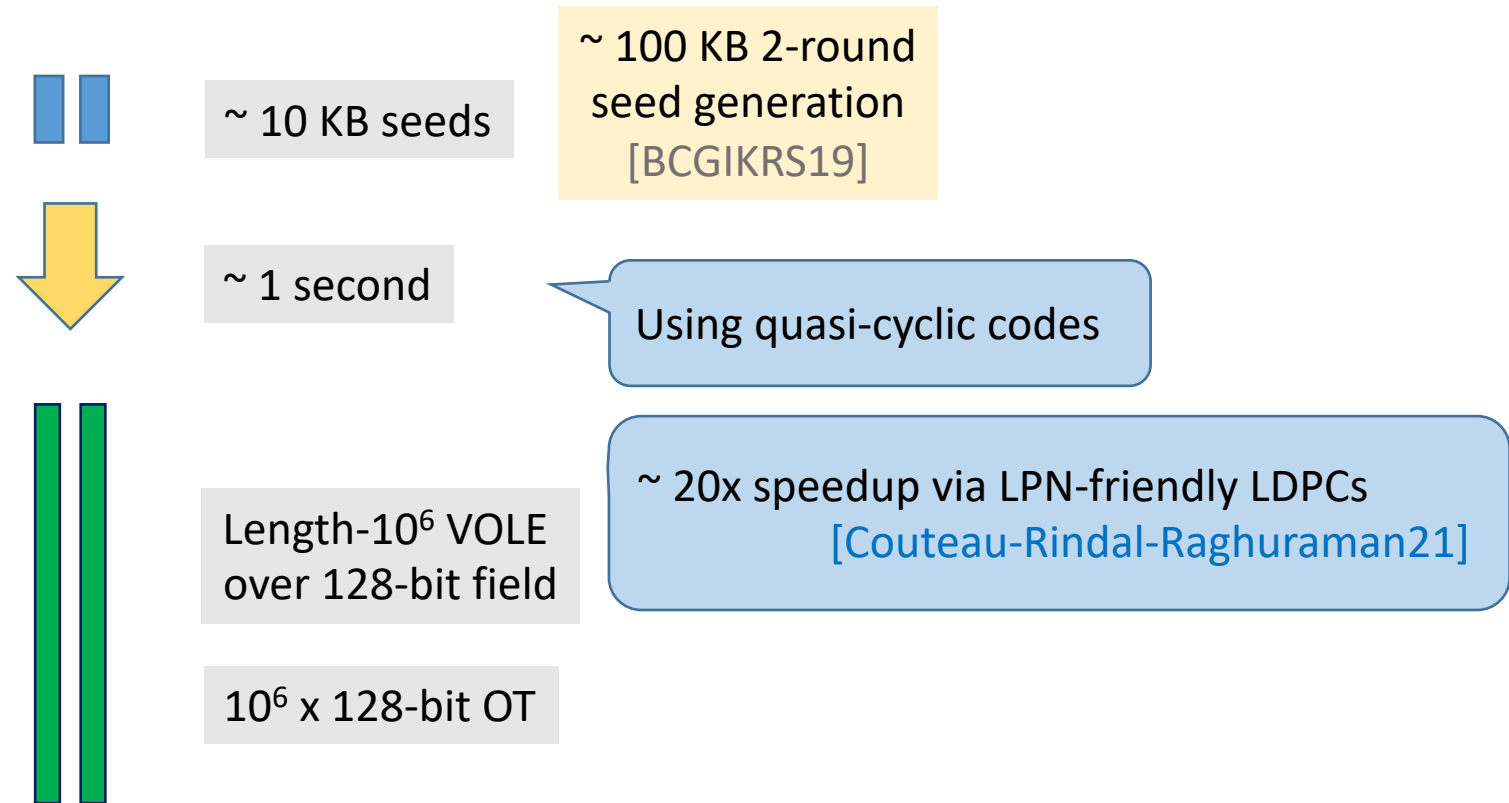 ~ 100 KB 2-round
seed generation
[BCGIKRS19]
~ 10 KB seeds
~ 1 second
Using quasi-cyclic codes
~ 20x speedup via LPN-friendly LDPCs
[Couteau-Rindal-Raghuraman21]
Length-10⁶ VOLE
over 128-bit field
10⁶ x 128-bit OT